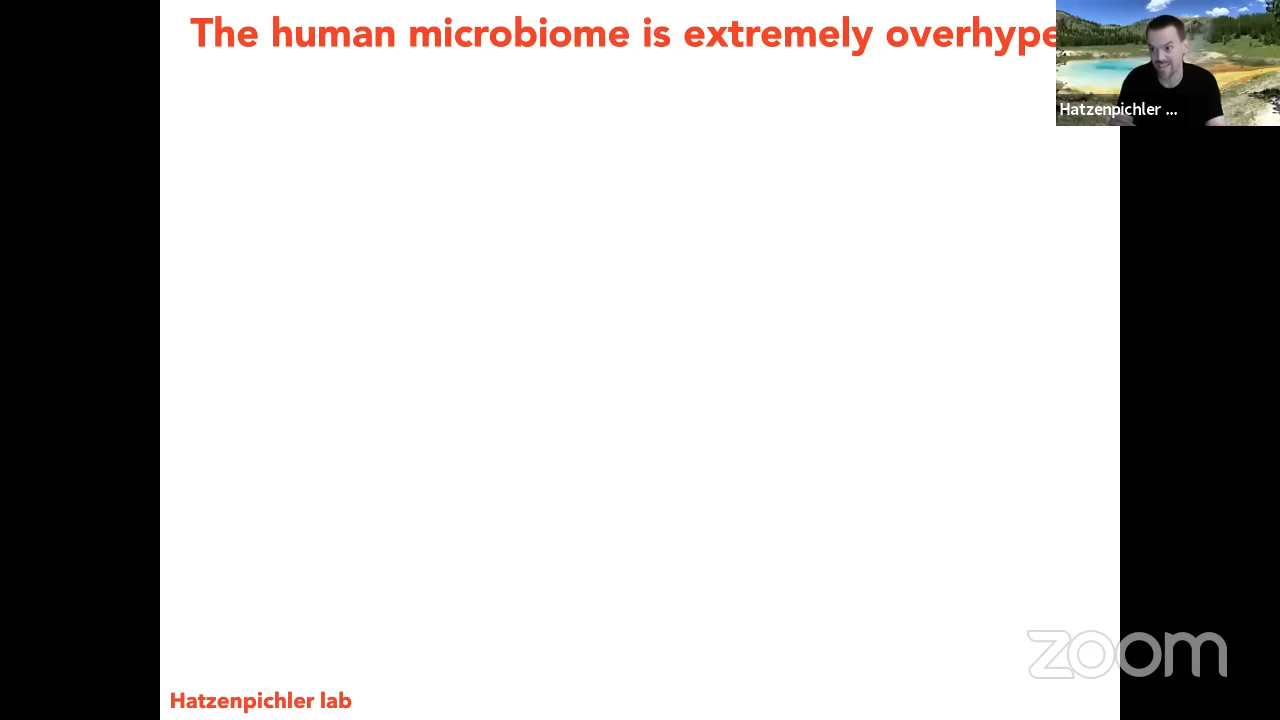 The human microbiome is extremely overhype
Hatzenpichler ...
zoom
Hatzenpichler lab